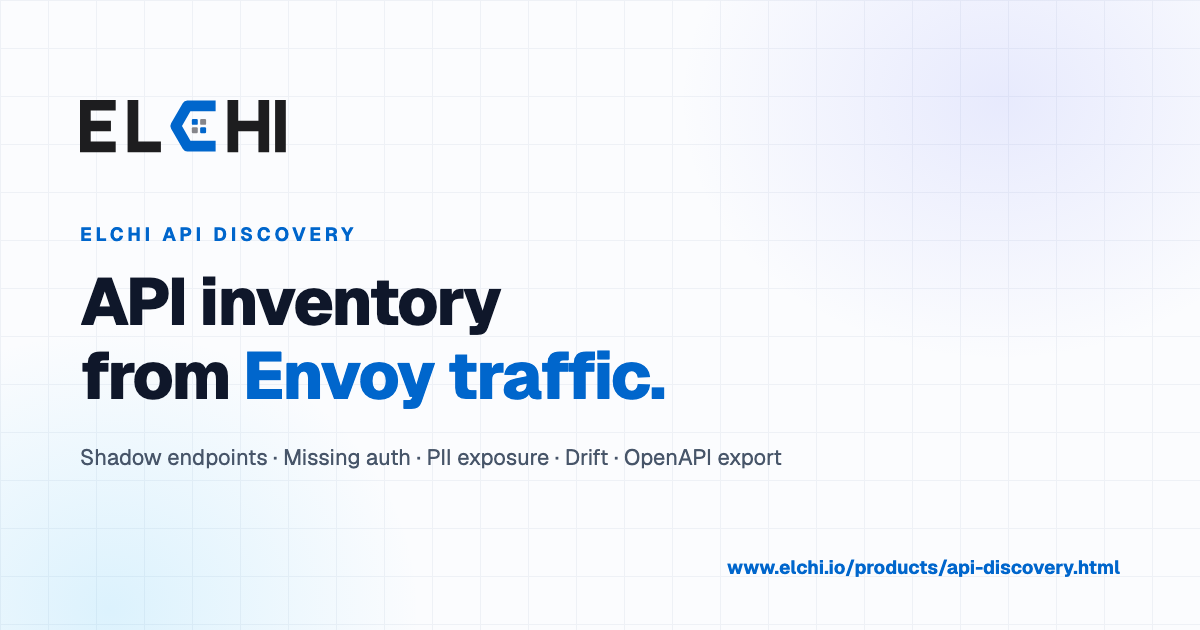 ELCHI
ELCHI API DISCOVERY
API inventory
from Envoy traffic.
Shadow endpoints · Missing auth · PII exposure · Drift · OpenAPI export
www.elchi.io/products/api-discovery.html